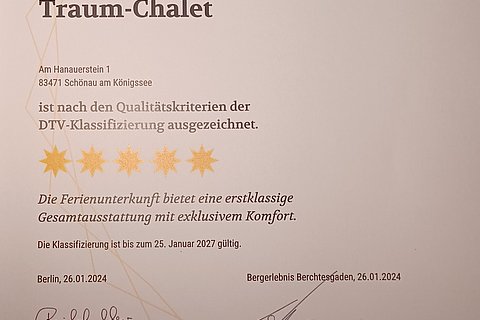 Traum-Chalet
Am Hanauerstein 1
83471 Schönau am Königssee
ist nach den Qualitätskriterien der
DTV-Klassifizierung ausgezeichnet.
Die Ferienunterkunft bietet eine erstklassige
Gesamtausstattung mit exklusivem Komfort.
Die Klassifizierung ist bis zum 25. Januar 2027 gültig.
Berlin, 26.01.2024
Bergerlebnis Berchtesgaden, 26.01.2024